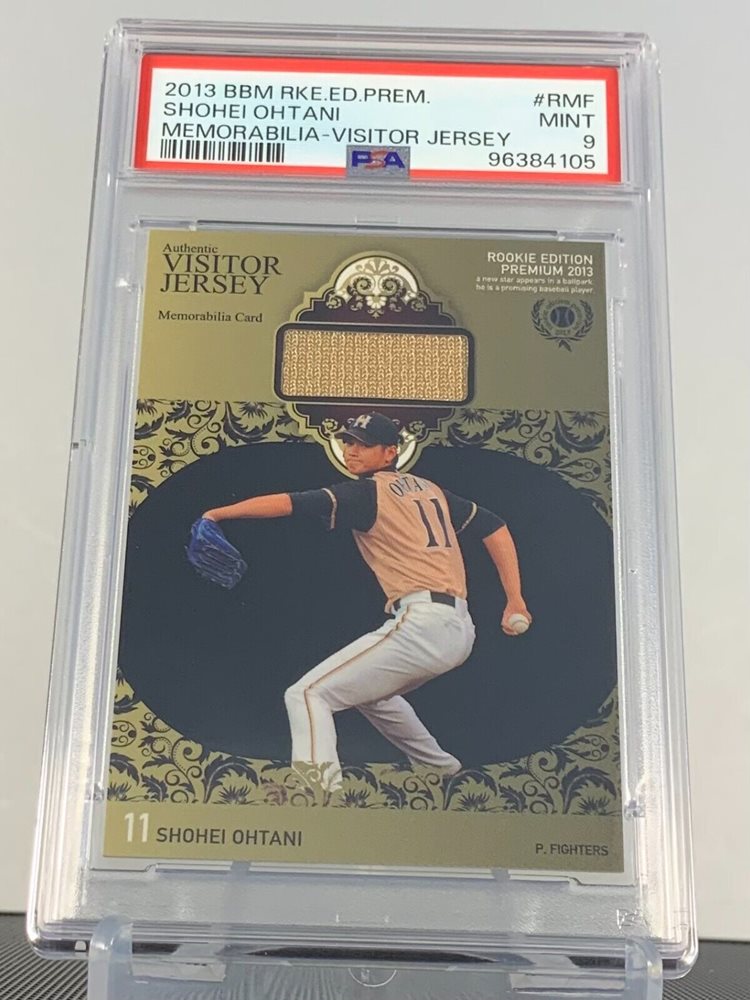 2013 BBM RKE.ED.PREM. #RMF
SHOHEI OHTANI MINT
MEMORABILIA-VISITOR JERSEY 9
PSA 96384105
Authentic
VISITOR
JERSEY
Memorabilia Card
ROOKIE EDITION
PREMIUM 2013
a new star appears in a ballpark.
he is a promising baseball player.
OHTA
11
11 SHOHEI OHTANI
P. FIGHTERS